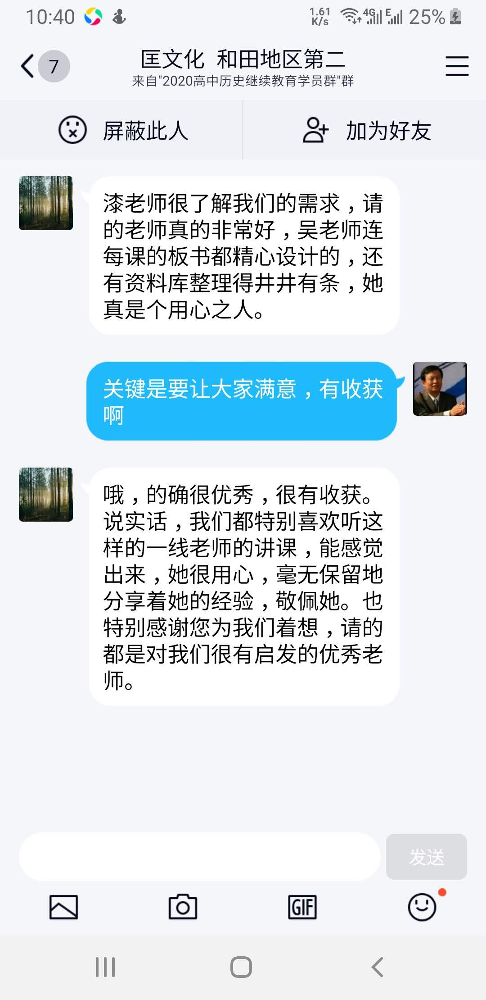 10:40
1.61
K/s
4G
E
25%
7
匡文化 和田地区第二
来自"2020高中历史继续教育学员群"群
屏蔽此人
加为好友
漆老师很了解我们的需求，请
的老师真的非常好，吴老师连
每课的板书都精心设计的，还
有资料库整理得井井有条，她
真是个用心之人。
关键是要让大家满意，有收获
啊
哦，的确很优秀，很有收获。
说实话，我们都特别喜欢听这
样的一线老师的讲课，能感觉
出来，她很用心，毫无保留地
分享着她的经验，敬佩她。也
特别感谢您为我们着想，请的
都是对我们很有启发的优秀老
师。
发送
GIF